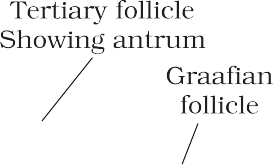 Tertiary follicle
Showing antrum
Graafian
follicle